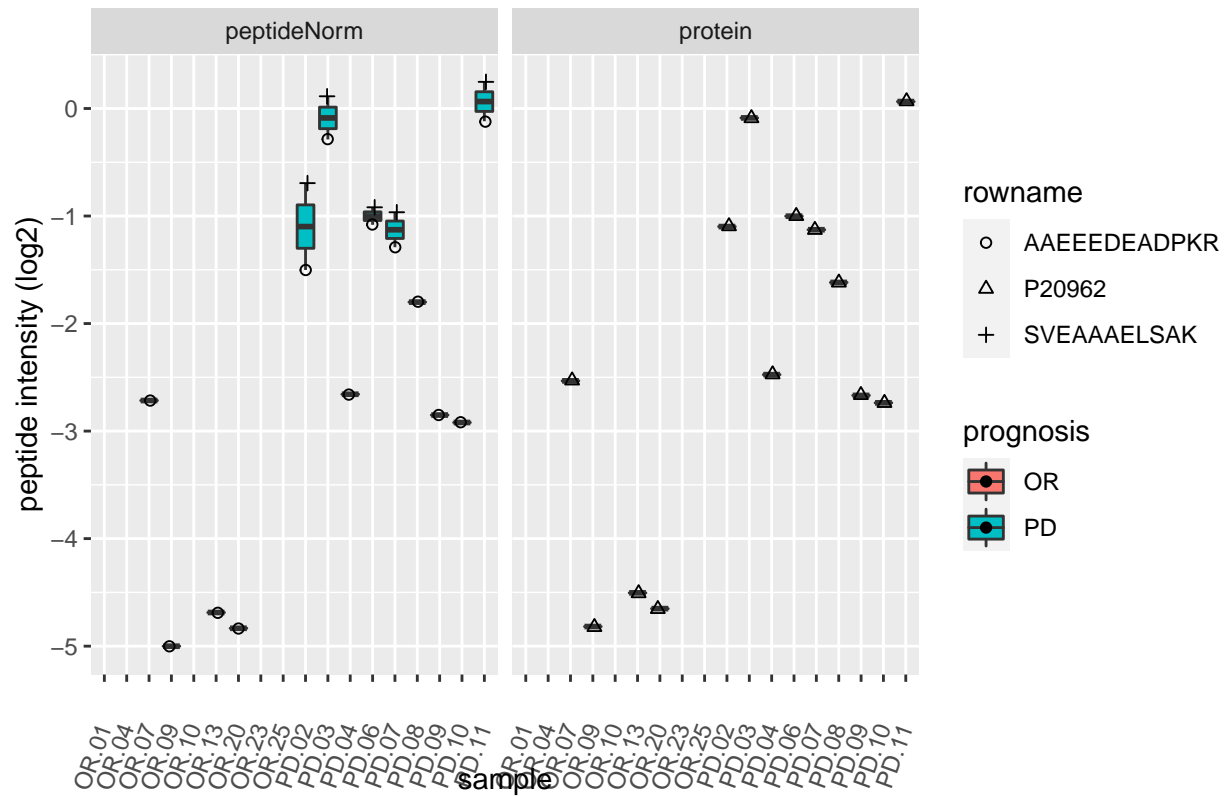 peptideNorm
protein
peptide intensity (log2)
0
−1
−2
−3
−4
−5
OR.01
OR.04
OR.07
OR.09
OR.10
OR.13
OR.20
OR.23
OR.25
PD.02
PD.03
PD.04
PD.06
PD.07
PD.08
PD.09
PD.10
PD.11
OR.01
OR.04
OR.07
OR.09
OR.10
OR.13
OR.20
OR.23
OR.25
PD.02
PD.03
PD.04
PD.06
PD.07
PD.08
PD.09
PD.10
PD.11
sample
rowname
AAEEEDEADPKR
P20962
SVEAAAELSAK
prognosis
OR
PD